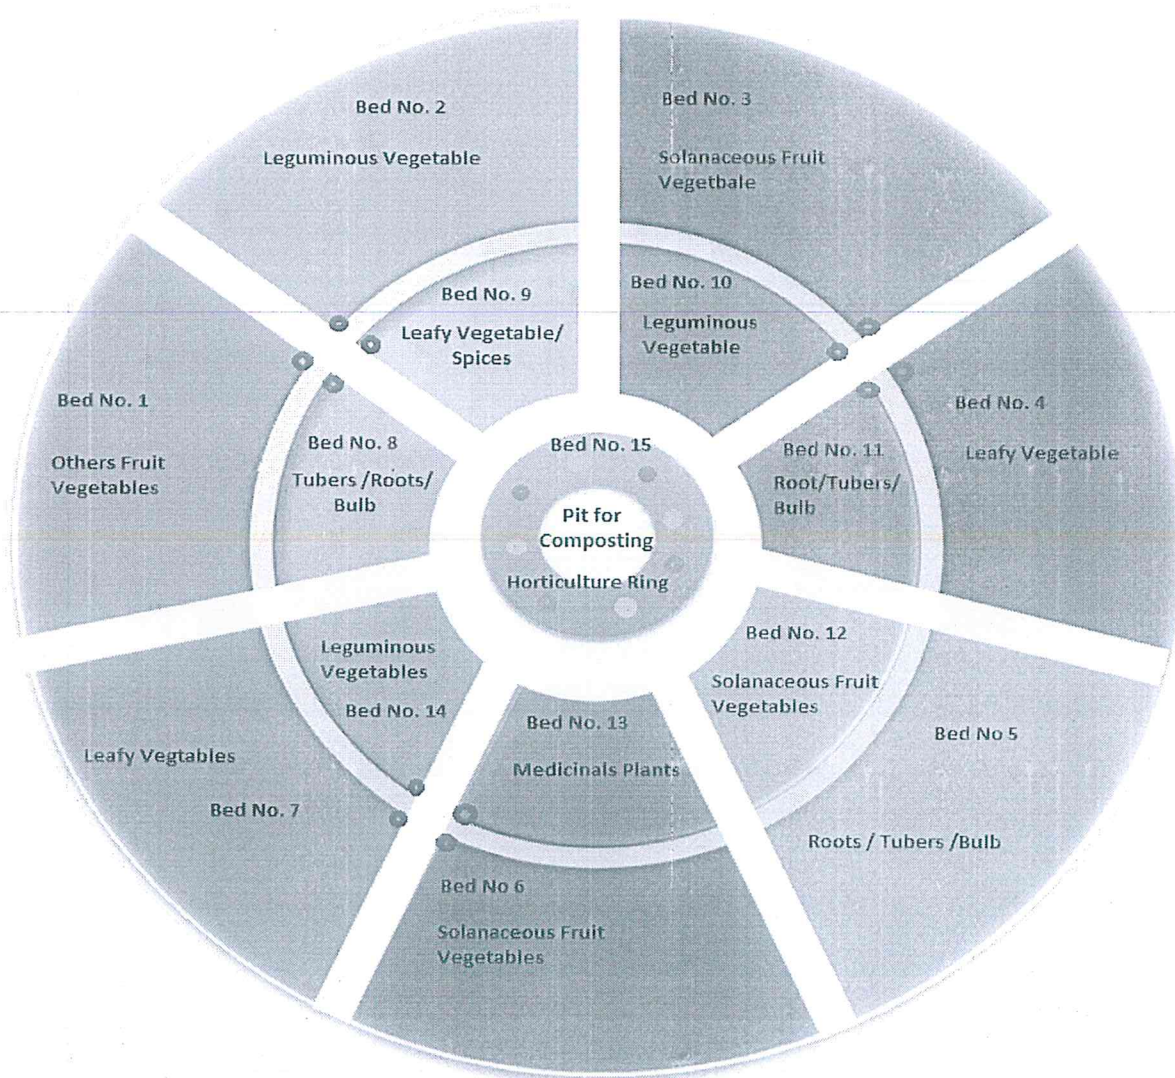 Bed No. 2
Leguminous Vegetable
Bed No. 3
Solanaceous Fruit
Vegetbale
Bed No. 9
Leafy Vegetable/
Spices
Bed No. 10
Leguminous
Vegetable
Bed No. 1
Others Fruit
Vegetables
Bed No. 8
Tubers /Roots/
Bulb
Bed No. 15
Pit for
Composting
Horticulture Ring
Bed No. 11
Root/Tubers/
Bulb
Bed No. 4
Leafy Vegetable
Leguminous
Vegetables
Bed No. 14
Bed No. 12
Solanaceous Fruit
Vegetables
Bed No. 13
Medicinals Plants
Leafy Vegtables
Bed No. 7
Bed No 5
Roots / Tubers /Bulb
Bed No 6
Solanaceous Fruit
Vegetables